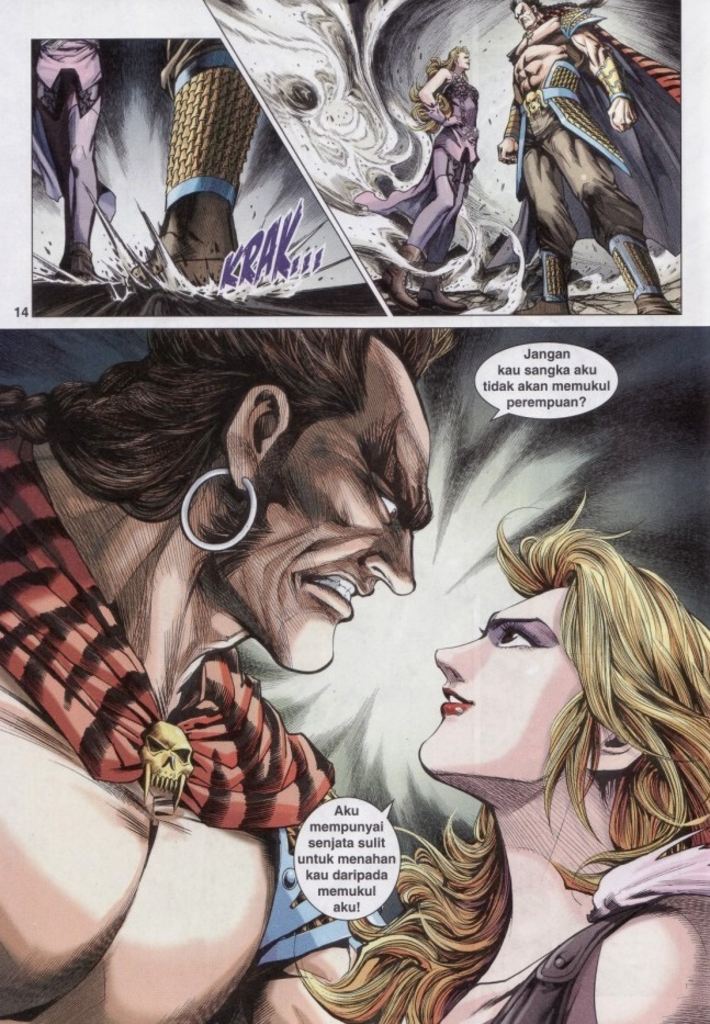 KRAK...
14
Jangan
kau sangka aku
tidak akan memukul
perempuan?
Aku
mempunyai
senjata sulit
untuk menahan
kau daripada
memukul
aku!